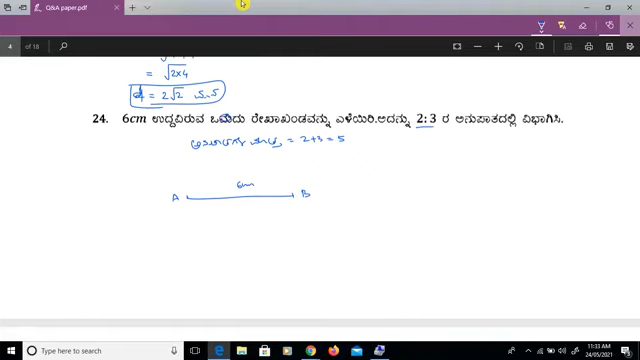 Q&A paper.pdf
4 of 18
= √2×4
d = 2√2 ಮೂ.ಮಾ
24. 6cm ಉದ್ದವಿರುವ ಒಂದು ರೇಖಾಖಂಡವನ್ನು ಎಳೆಯಿರಿ.ಅದನ್ನು 2:3 ರ ಅನುಪಾತದಲ್ಲಿ ವಿಭಾಗಿಸಿ.
= 2+3 = 5
6cm
A B
Type here to search
ENG
11:33 AM
24/05/2021